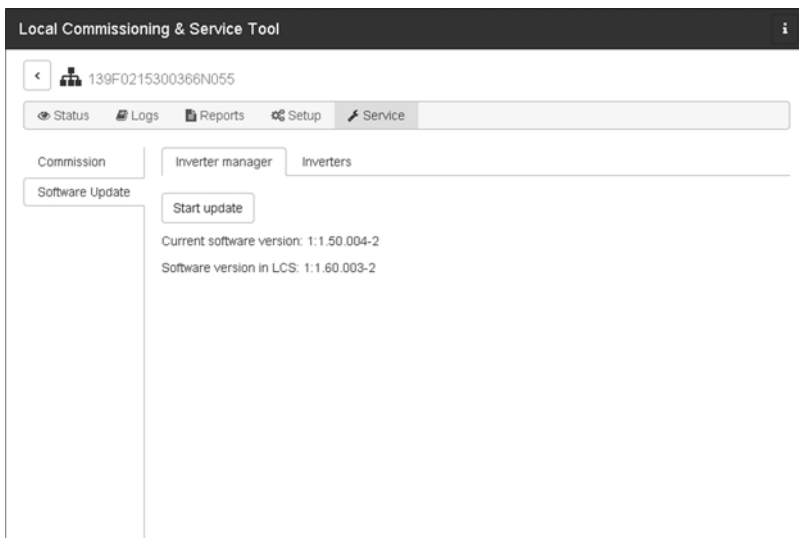 Local Commissioning & Service Tool i
139F0215300366N055
Status Logs Reports Setup Service
Commission Inverter manager Inverters
Software Update
Start update
Current software version: 1:1.50.004-2
Software version in LCS: 1:1.60.003-2